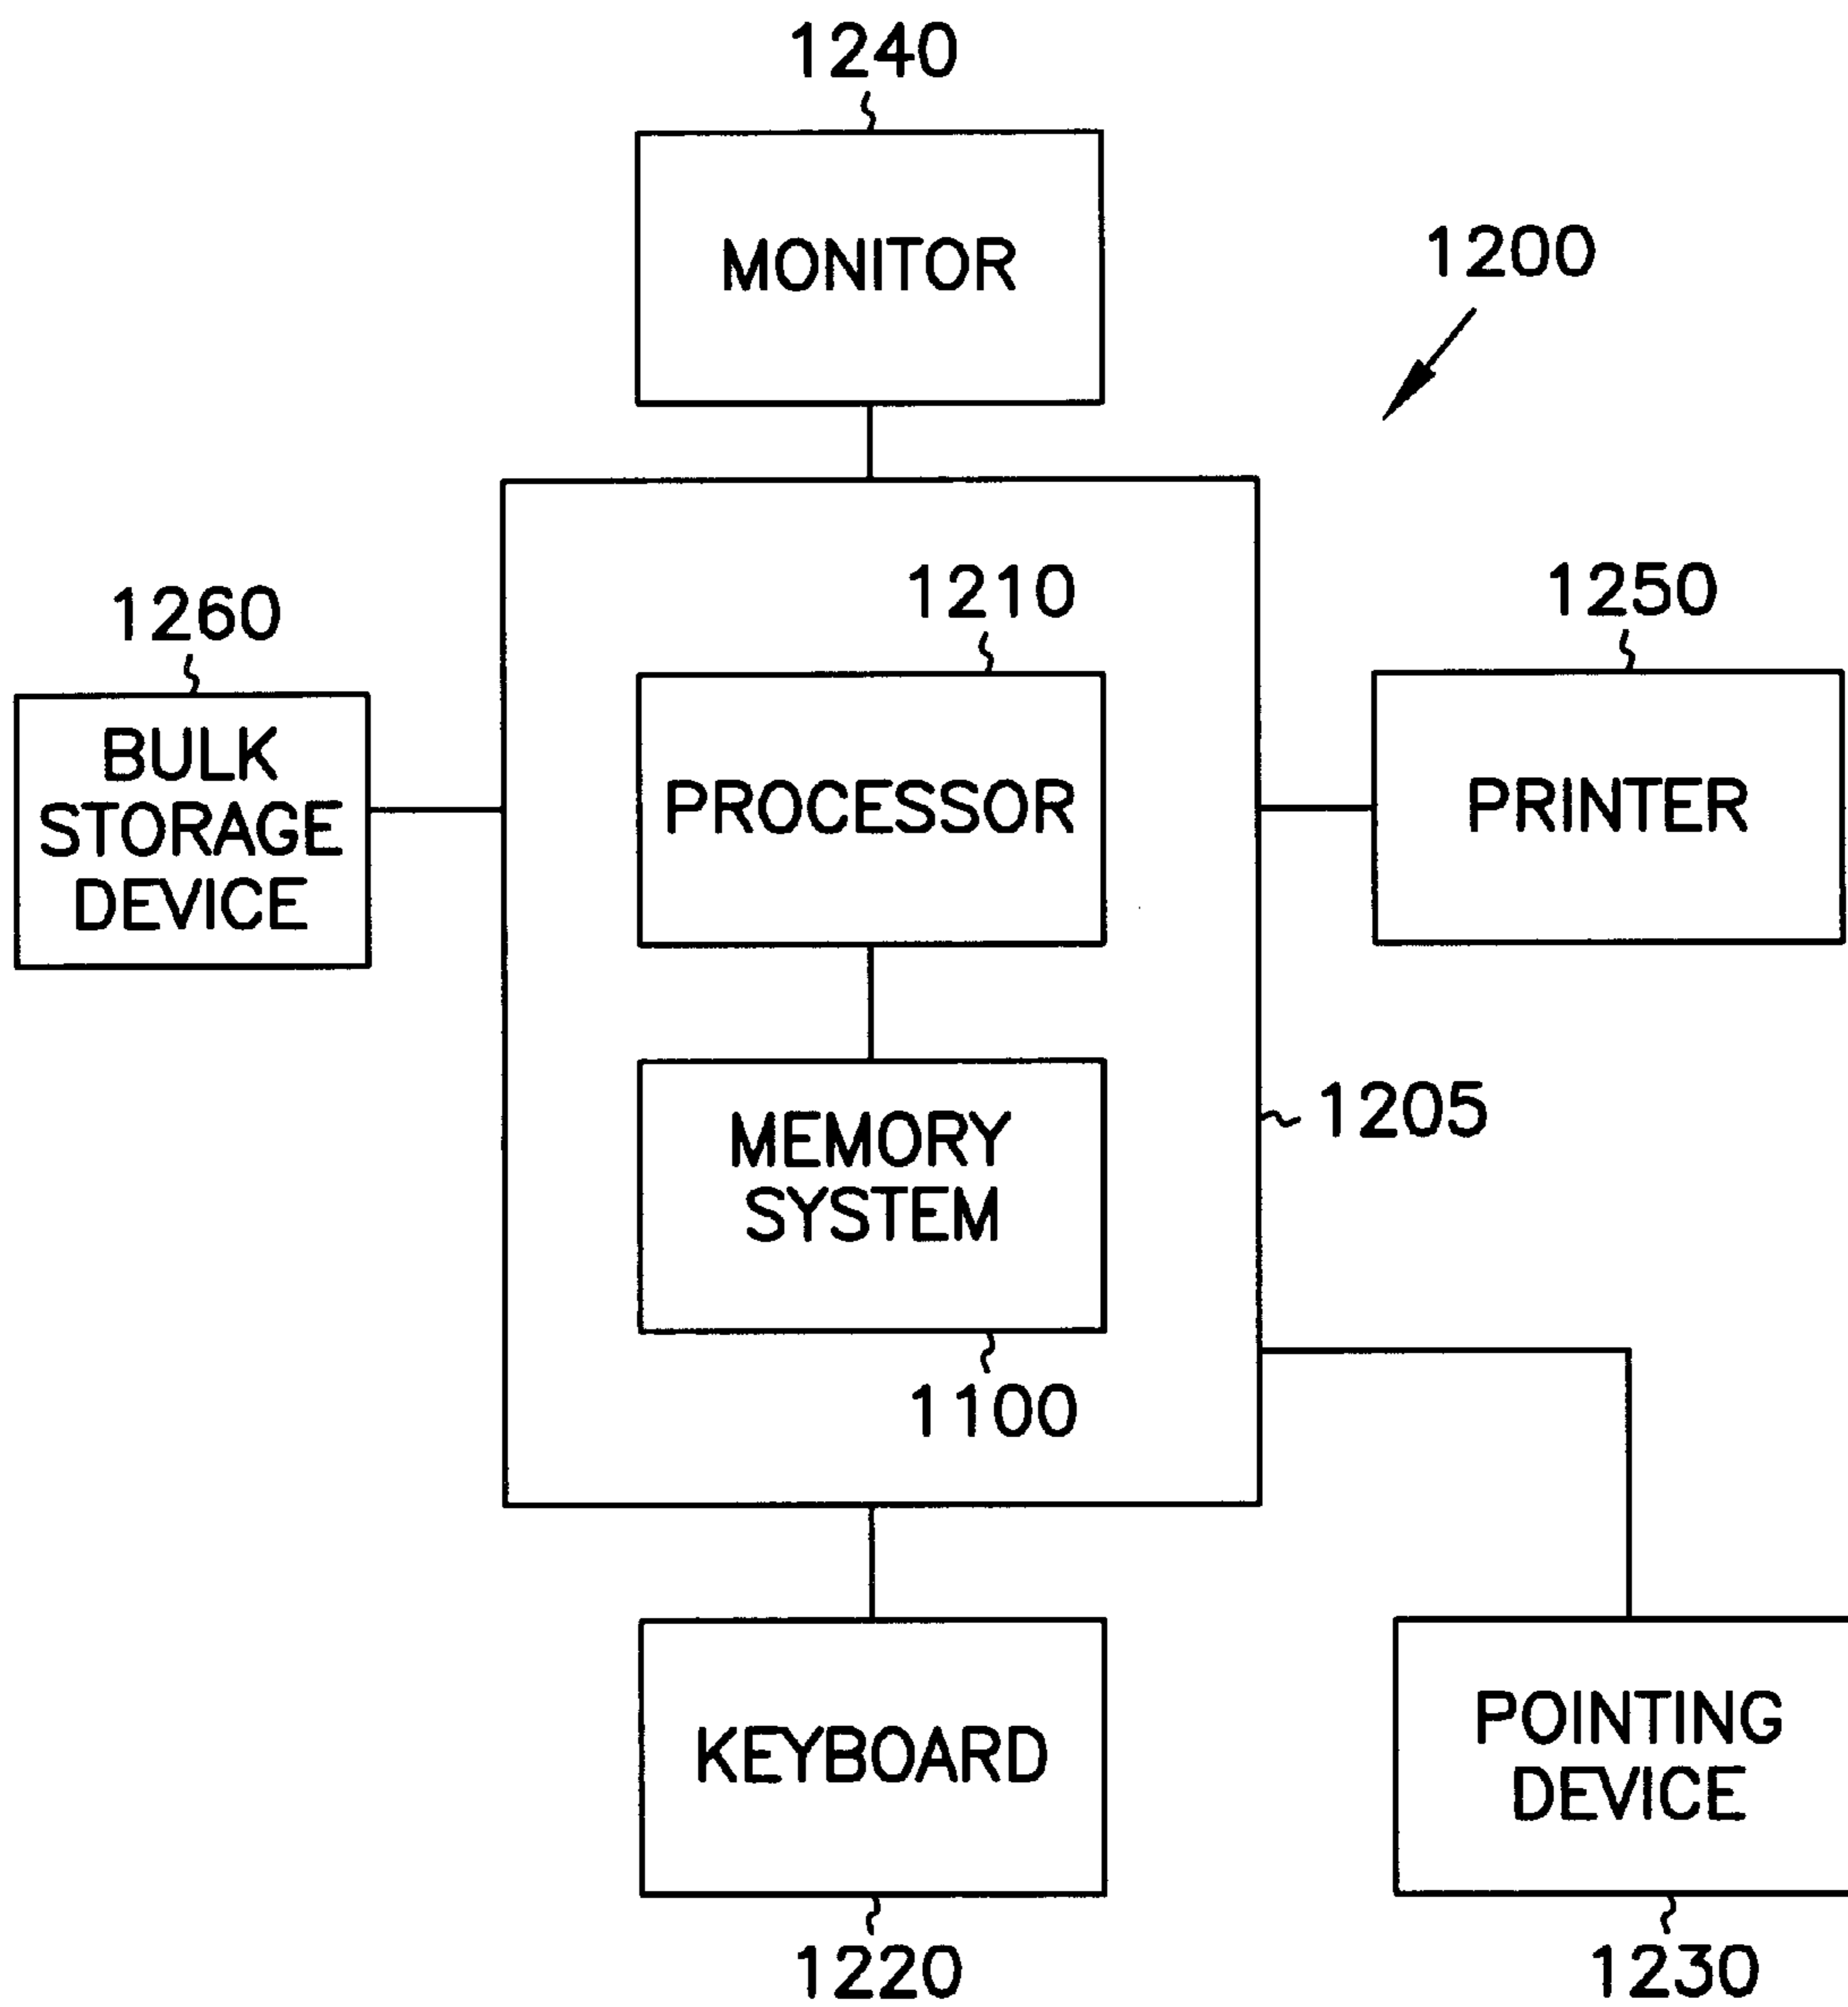 1240
MONITOR
1200
1260
BULK
STORAGE
DEVICE
1210
PROCESSOR
1250
PRINTER
MEMORY
SYSTEM
1205
1100
KEYBOARD
1220
POINTING
DEVICE
1230